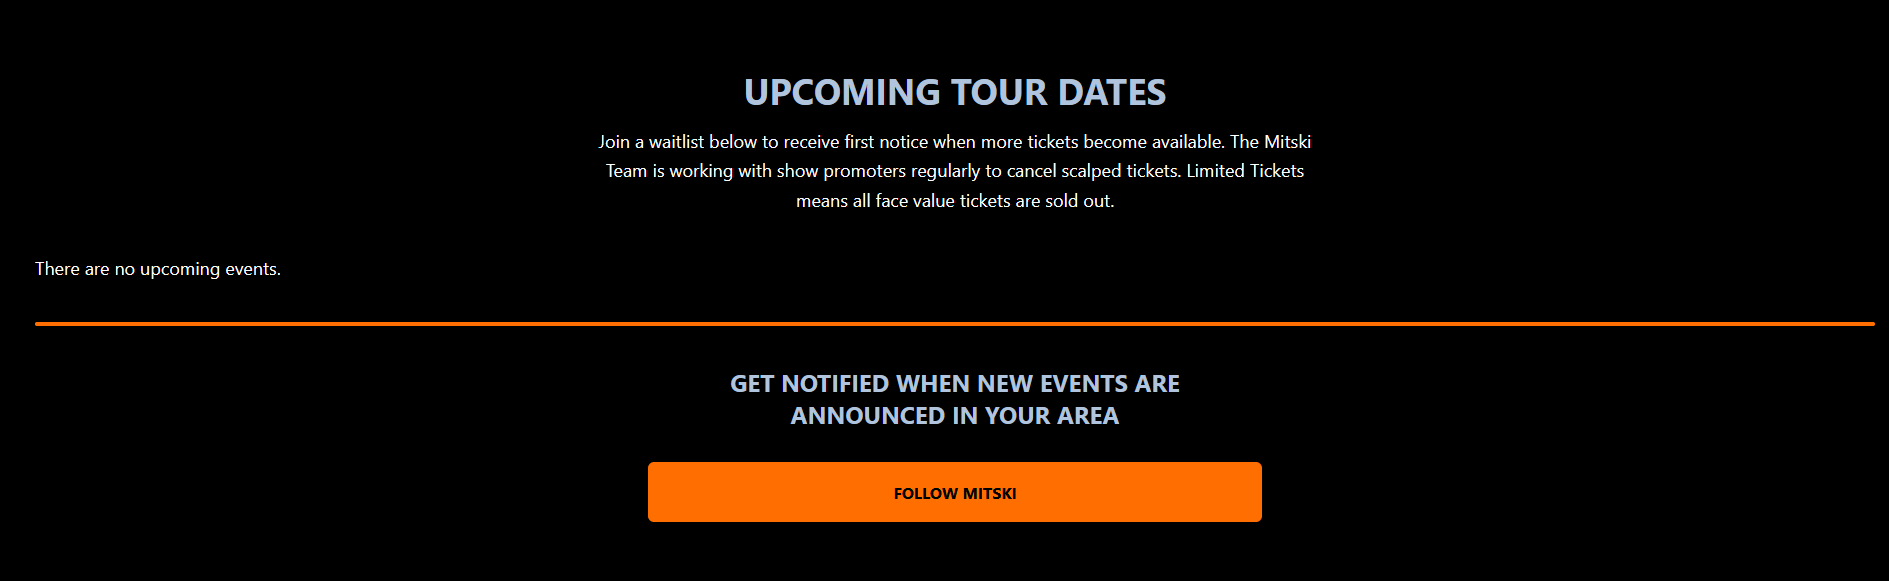 UPCOMING TOUR DATES
Join a waitlist below to receive first notice when more tickets become available. The Mitski
Team is working with show promoters regularly to cancel scalped tickets. Limited Tickets
means all face value tickets are sold out.
There are no upcoming events.
GET NOTIFIED WHEN NEW EVENTS ARE
ANNOUNCED IN YOUR AREA
FOLLOW MITSKI